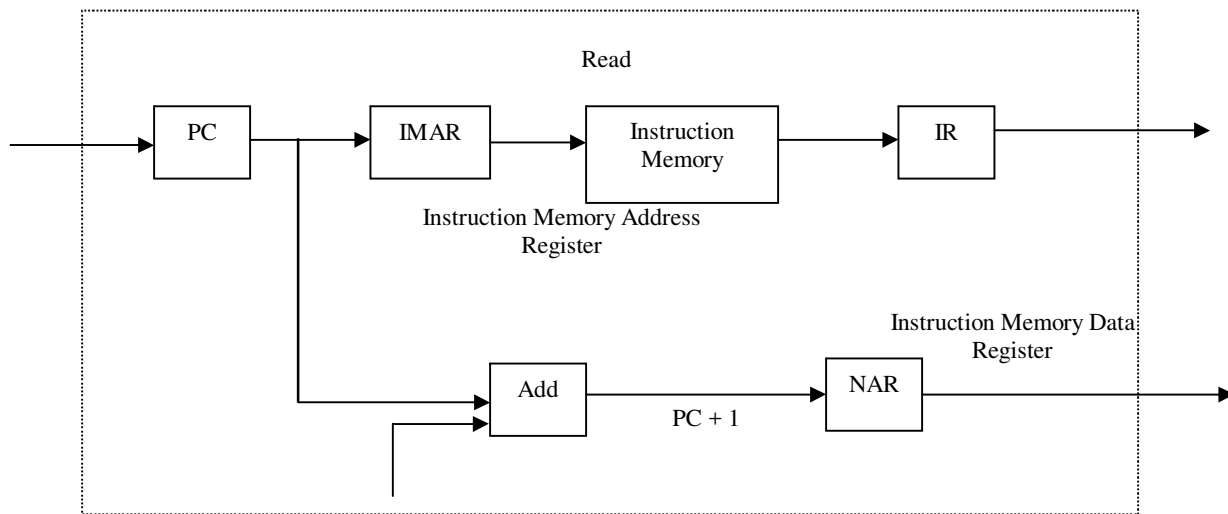 Read
PC
IMAR
Instruction
Memory
IR
Instruction Memory Address
Register
Instruction Memory Data
Register
Add
PC + 1
NAR